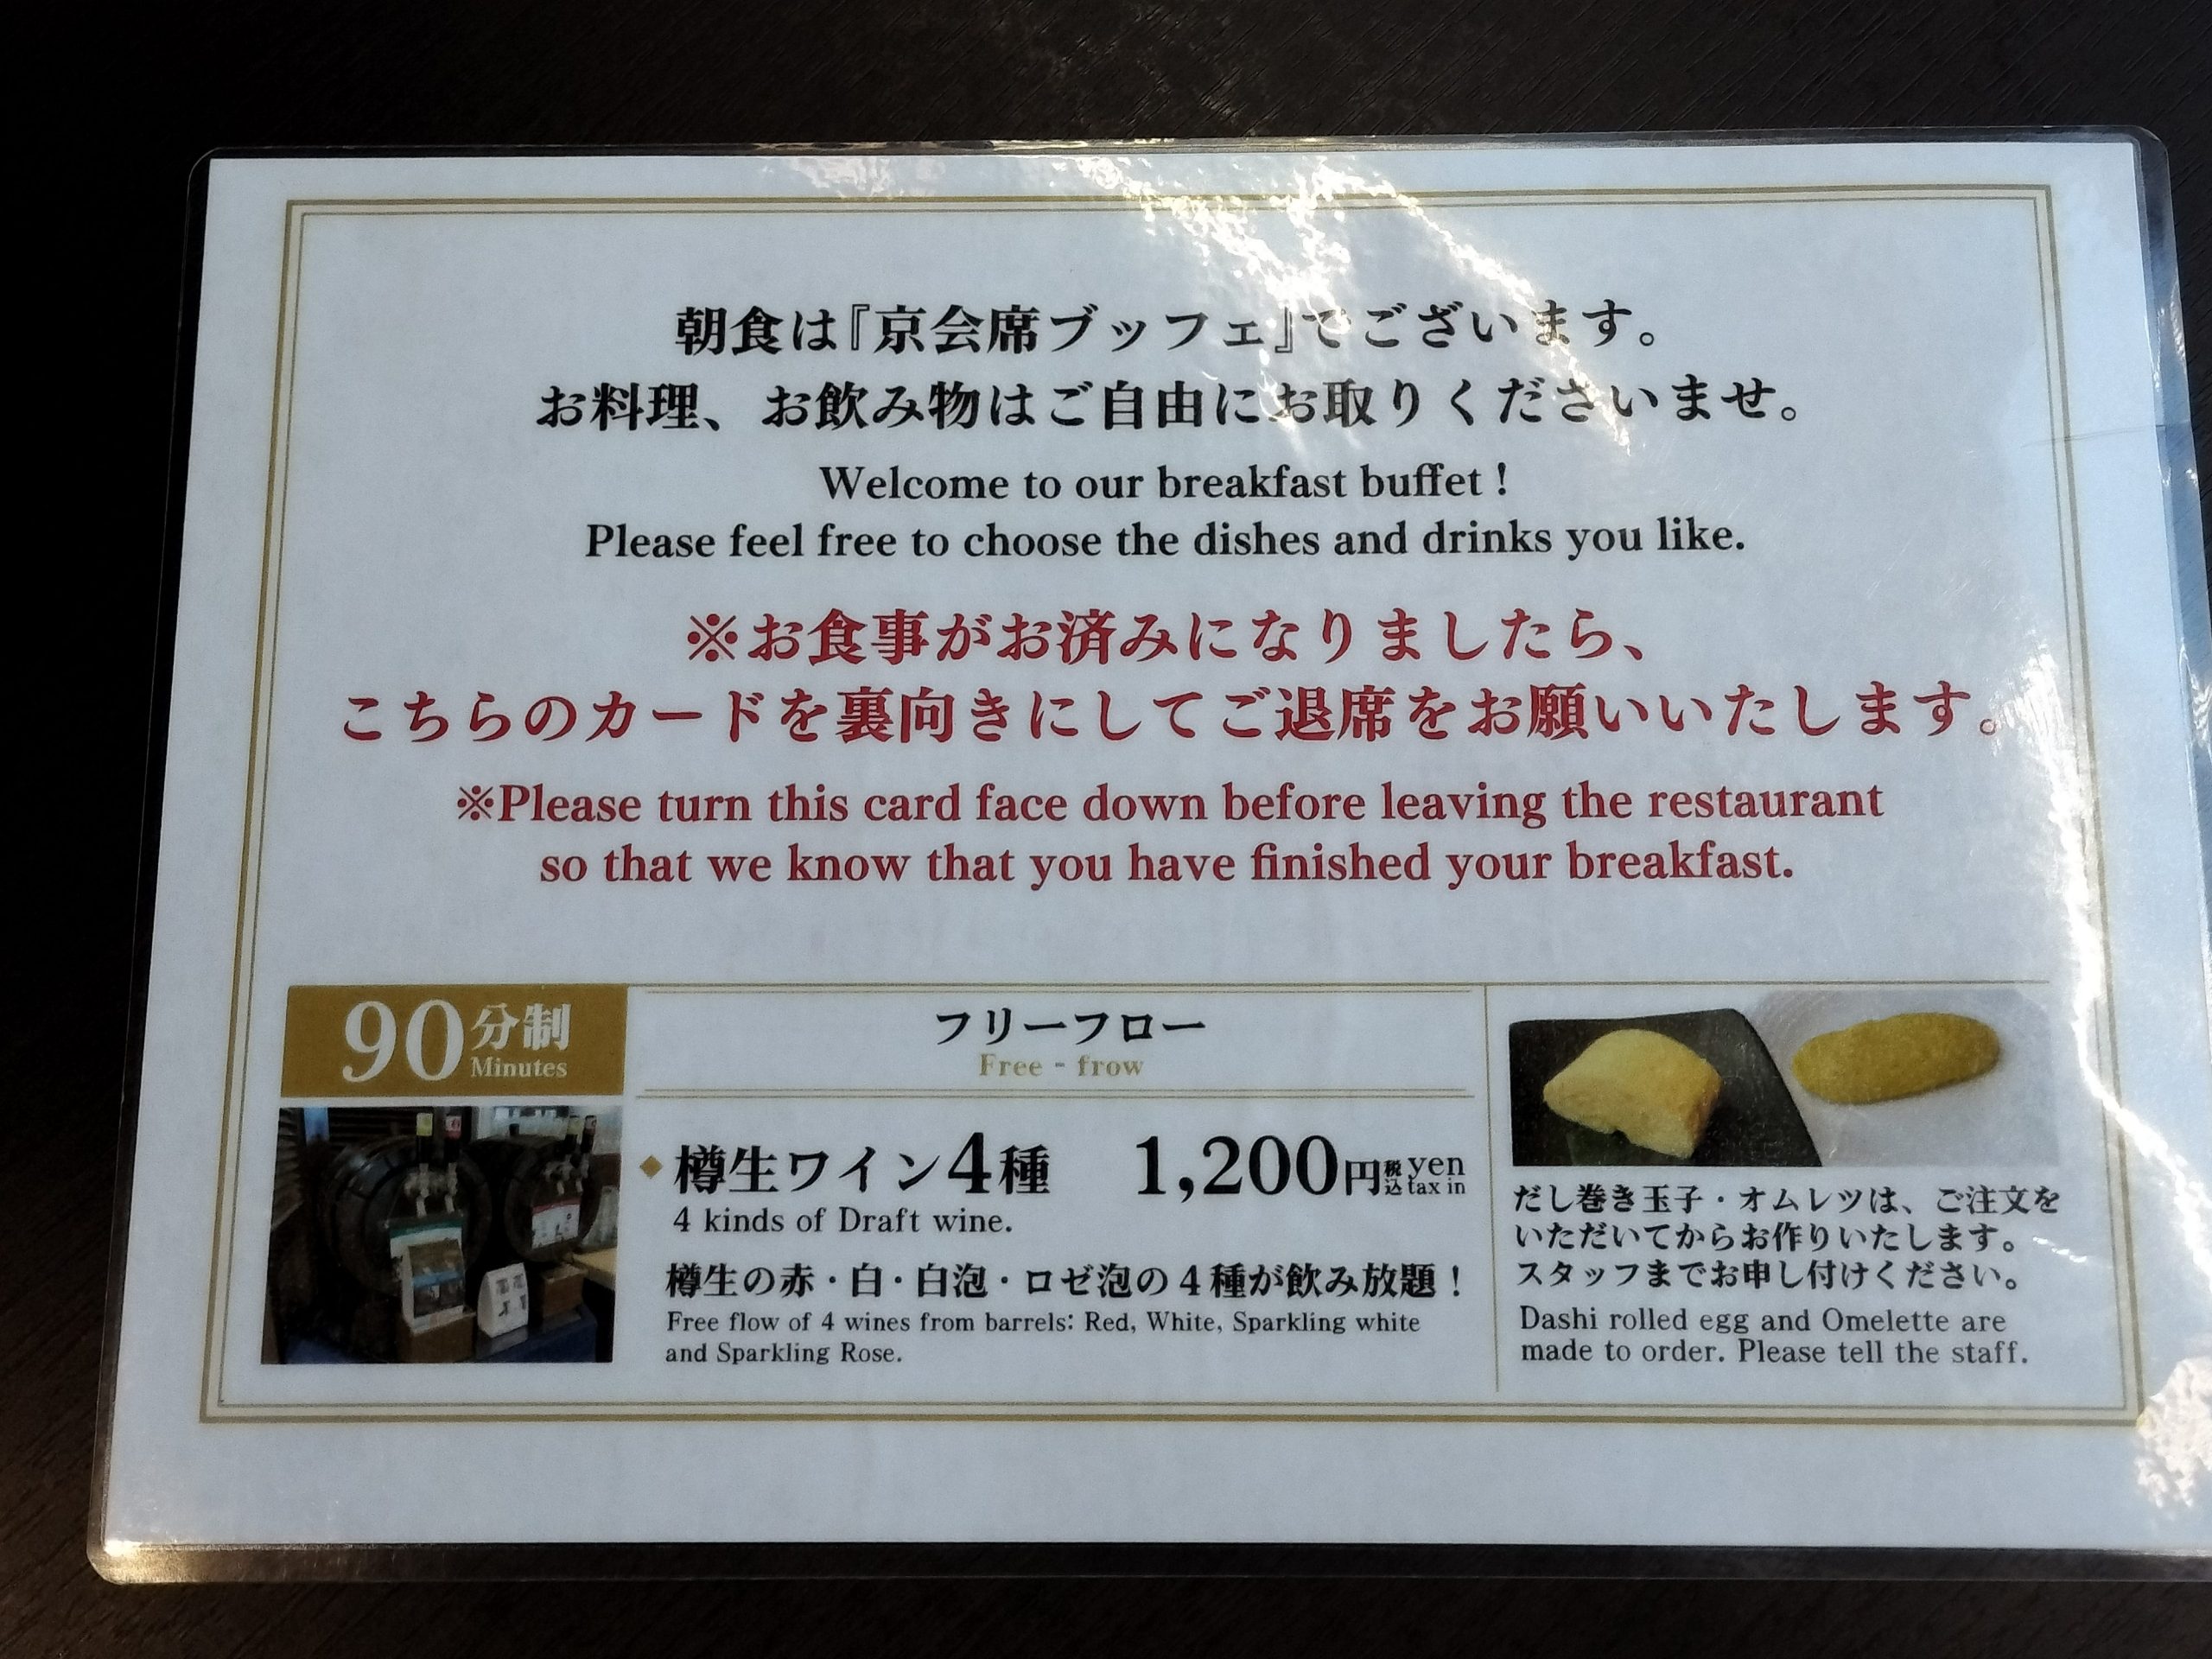 朝食は『京会席ブッフェ』でございます。
お料理、お飲み物はご自由にお取りくださいませ。
Welcome to our breakfast buffet !
Please feel free to choose the dishes and drinks you like.
※お食事がお済みになりましたら、
こちらのカードを裏向きにしてご退席をお願いいたします。
※Please turn this card face down before leaving the restaurant
so that we know that you have finished your breakfast.
90分制
Minutes
フリーフロー
Free - frow
◆樽生ワイン4種 1,200円税込 yen tax in
4 kinds of Draft wine.
樽生の赤・白・白泡・ロゼ泡の4種が飲み放題！
Free flow of 4 wines from barrels: Red, White, Sparkling white
and Sparkling Rose.
だし巻き玉子・オムレツは、ご注文を
いただいてからお作りいたします。
スタッフまでお申し付けください。
Dashi rolled egg and Omelette are
made to order. Please tell the staff.